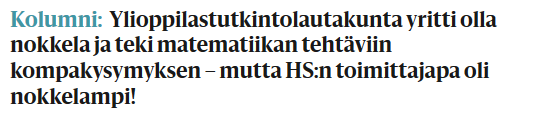 Kolumni: Ylioppilastutkintolautakunta yritti olla
nokkela ja teki matematiikan tehtäviin
kompakysymyksen – mutta HS:n toimittajapa oli
nokkelampi!